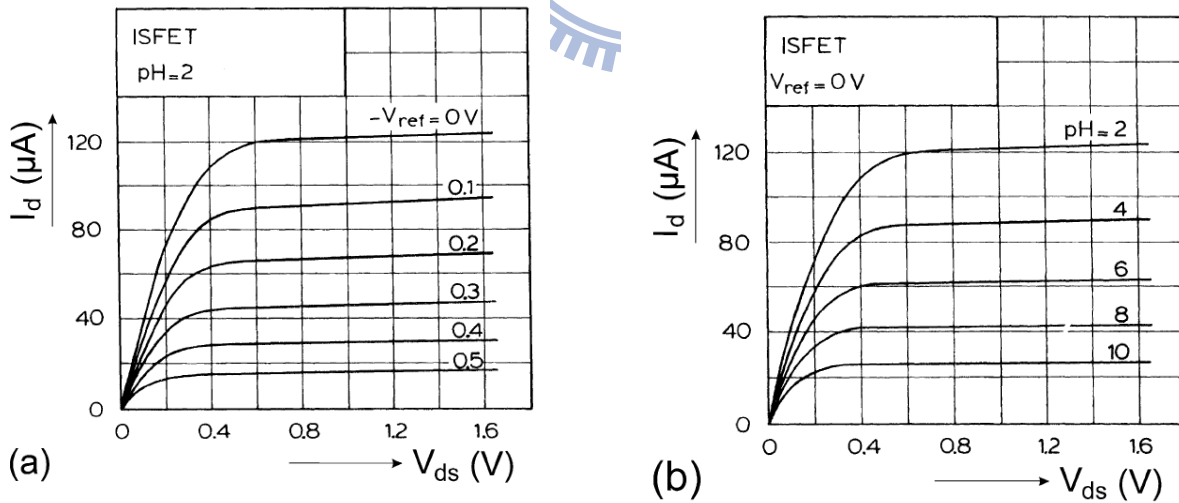 ISFET
pH=2
-Vref = 0 V
0.1
0.2
0.3
0.4
0.5
120
80
40
0
Id (µA)
0 0.4 0.8 1.2 1.6
Vds (V)
(a)
ISFET
Vref = 0 V
pH=2
4
6
8
10
120
80
40
0
Id (µA)
0 0.4 0.8 1.2 1.6
Vds (V)
(b)